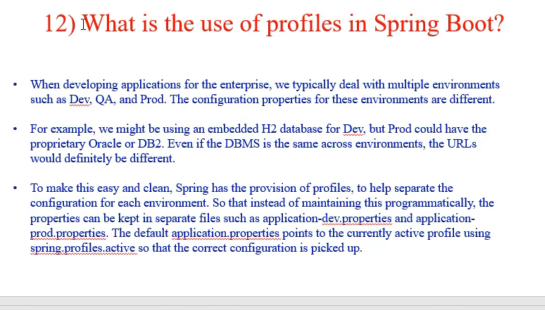 12) What is the use of profiles in Spring Boot?
• When developing applications for the enterprise, we typically deal with multiple environments
such as Dev, QA, and Prod. The configuration properties for these environments are different.
• For example, we might be using an embedded H2 database for Dev, but Prod could have the
proprietary Oracle or DB2. Even if the DBMS is the same across environments, the URLs
would definitely be different.
• To make this easy and clean, Spring has the provision of profiles, to help separate the
configuration for each environment. So that instead of maintaining this programmatically, the
properties can be kept in separate files such as application-dev.properties and application-
prod.properties. The default application.properties points to the currently active profile using
spring.profiles.active so that the correct configuration is picked up.